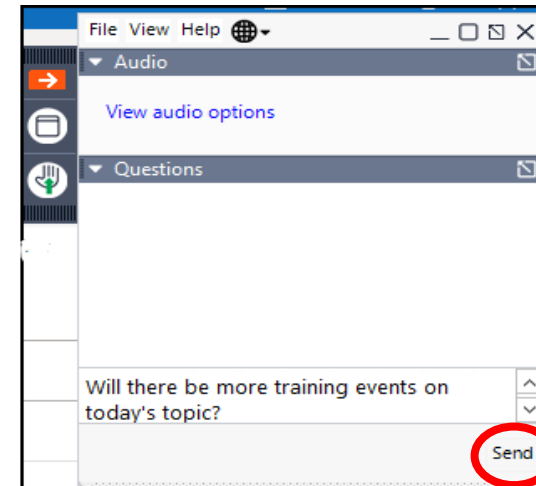 File View Help
Audio
View audio options
Questions
Will there be more training events on
today's topic?
Send